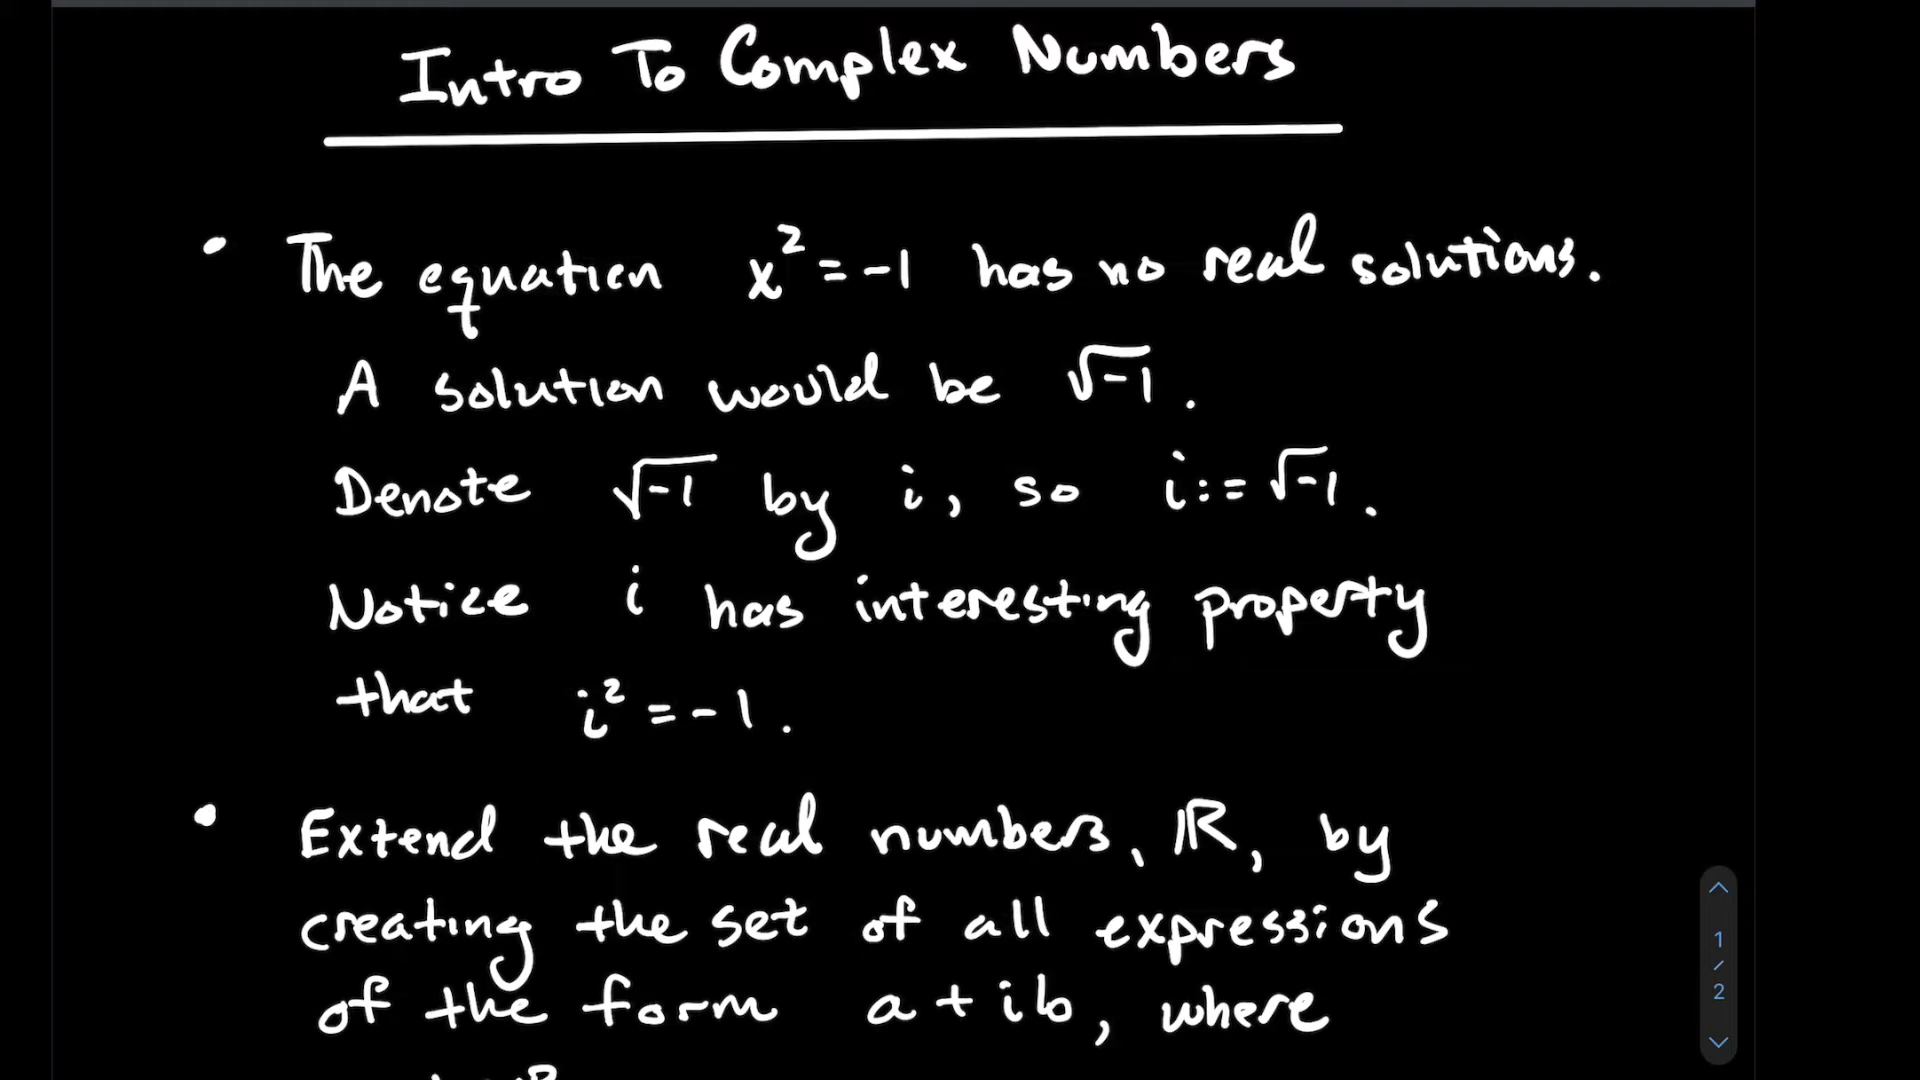 Intro To Complex Numbers
• The equation x² = -1 has no real solutions.
A solution would be √-1.
Denote √-1 by i, so i := √-1.
Notice i has interesting property
that i² = -1.
• Extend the real numbers, ℝ, by
creating the set of all expressions
of the form a + ib, where
1
/
2